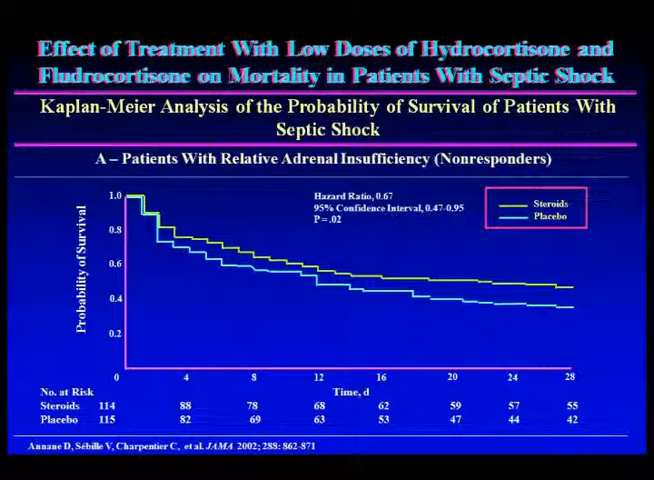 Effect of Treatment With Low Doses of Hydrocortisone and
Fludrocortisone on Mortality in Patients With Septic Shock
Kaplan-Meier Analysis of the Probability of Survival of Patients With
Septic Shock
A – Patients With Relative Adrenal Insufficiency (Nonresponders)
Hazard Ratio, 0.67
95% Confidence Interval, 0.47-0.95
P = .02
Steroids
Placebo
Probability of Survival
1.0
0.8
0.6
0.4
0.2
0 4 8 12 16 20 24 28
No. at Risk Time, d
Steroids 114 88 78 68 62 59 57 55
Placebo 115 82 69 63 53 47 44 42
Annane D, Sébille V, Charpentier C, et al. JAMA 2002; 288: 862-871